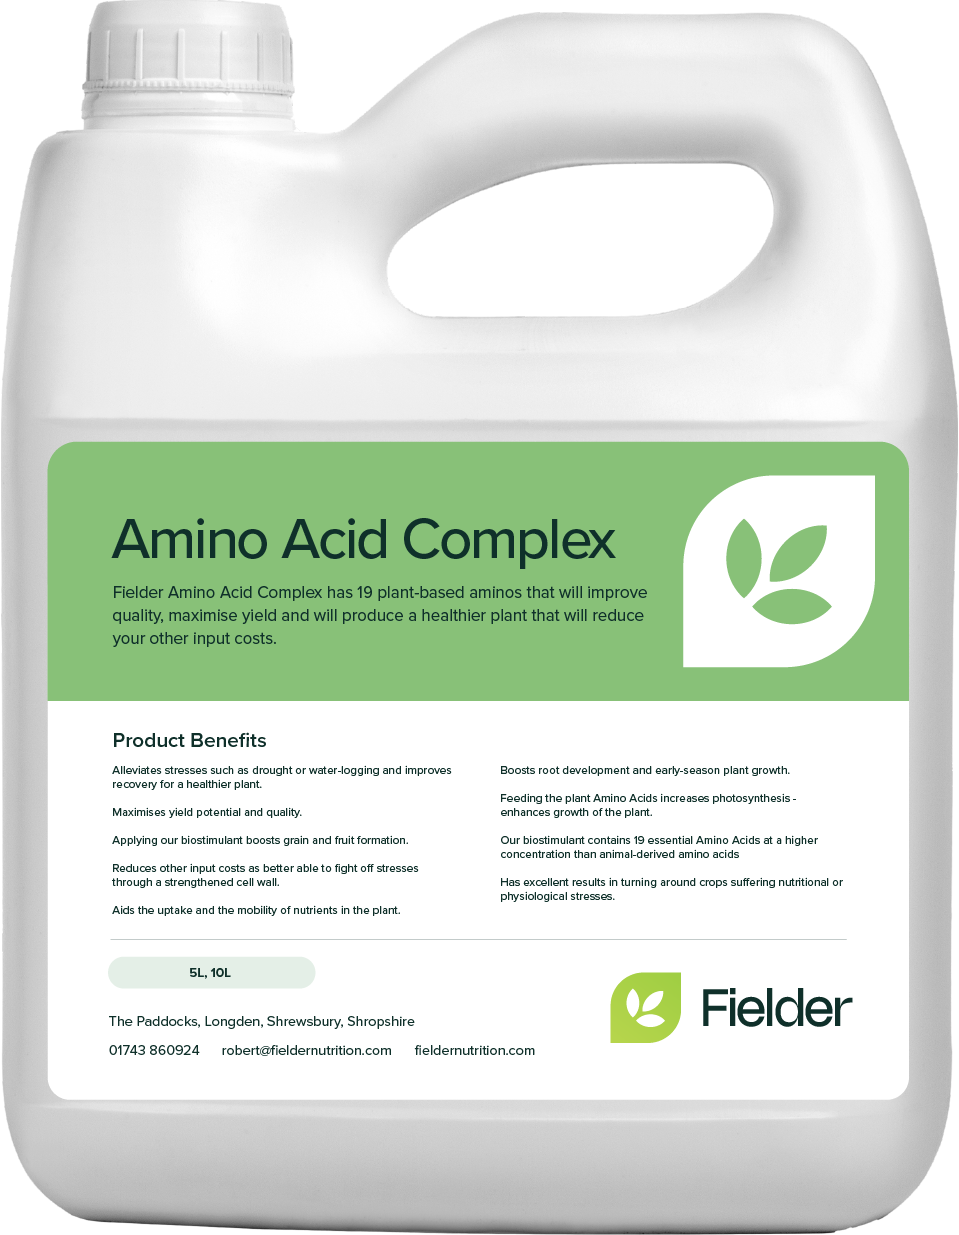 Amino Acid Complex
Fielder Amino Acid Complex has 19 plant-based aminos that will improve
quality, maximise yield and will produce a healthier plant that will reduce
your other input costs.
Product Benefits
Alleviates stresses such as drought or water-logging and improves
recovery for a healthier plant.
Maximises yield potential and quality.
Applying our biostimulant boosts grain and fruit formation.
Reduces other input costs as better able to fight off stresses
through a strengthened cell wall.
Aids the uptake and the mobility of nutrients in the plant.
Boosts root development and early-season plant growth.
Feeding the plant Amino Acids increases photosynthesis -
enhances growth of the plant.
Our biostimulant contains 19 essential Amino Acids at a higher
concentration than animal-derived amino acids
Has excellent results in turning around crops suffering nutritional or
physiological stresses.
5L, 10L
The Paddocks, Longden, Shrewsbury, Shropshire
01743 860924 robert@fieldernutrition.com fieldernutrition.com
Fielder